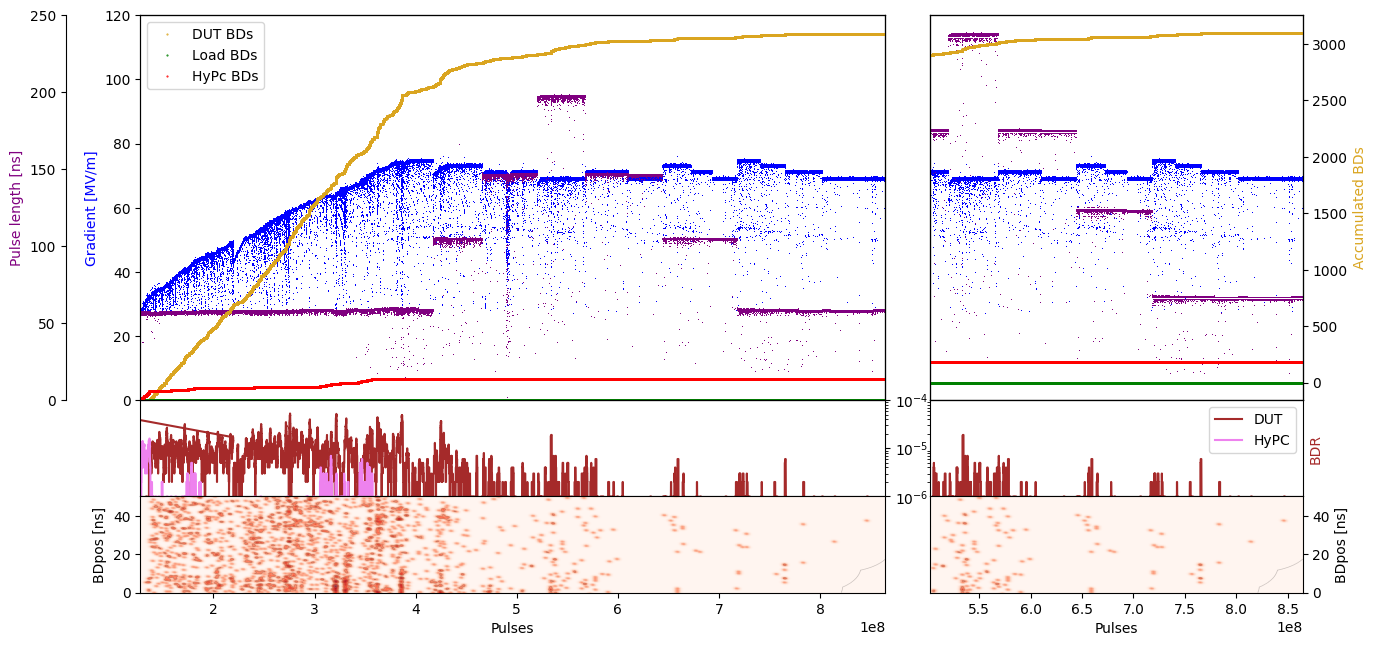 250
200
150
100
50
0
Pulse length [ns]
120
100
80
60
40
20
0
Gradient [MV/m]
DUT BDs
Load BDs
HyPc BDs
3000
2500
2000
1500
1000
500
0
Accumulated BDs
10⁻⁴
10⁻⁵
10⁻⁶
DUT
HyPC
BDR
40
20
0
BDpos [ns]
40
20
0
BDpos [ns]
2 3 4 5 6 7 8
1e8
Pulses
5.5 6.0 6.5 7.0 7.5 8.0 8.5
1e8
Pulses